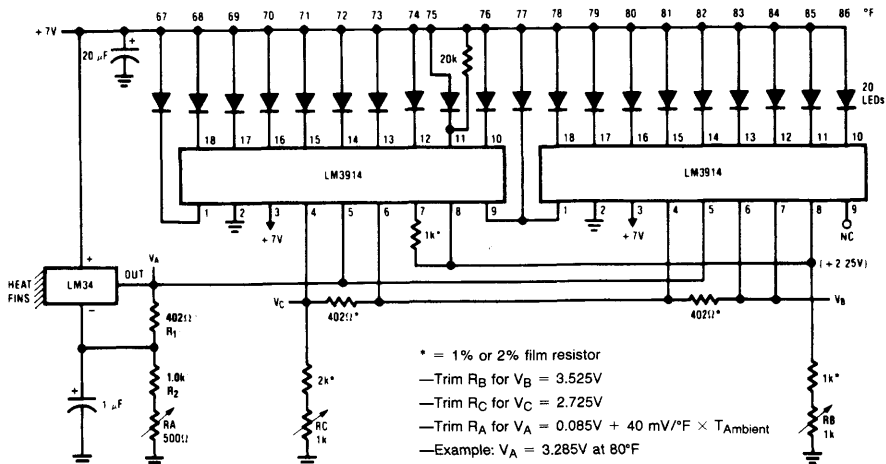 67 68 69 70 71 72 73 74 75 76 77 78 79 80 81 82 83 84 85 86 °F
+ 7V
20 µF
+
20k
20
LEDs
18 17 16 15 14 13 12 11 10
18 17 16 15 14 13 12 11 10
LM3914
LM3914
1 2 3 4 5 6 7 8 9
1 2 3 4 5 6 7 8 9
+ 7V
1k*
+ 7V
NC
(+ 2 25V)
HEAT
FINS
+
LM34
−
OUT
VA
VC
402Ω*
402Ω*
VB
402Ω
R1
1.0k
R2
RA
500Ω
+
1 µF
2k*
RC
1k
1k*
RB
1k
* = 1% or 2% film resistor
—Trim RB for VB = 3.525V
—Trim RC for VC = 2.725V
—Trim RA for VA = 0.085V + 40 mV/°F × TAmbient
—Example: VA = 3.285V at 80°F